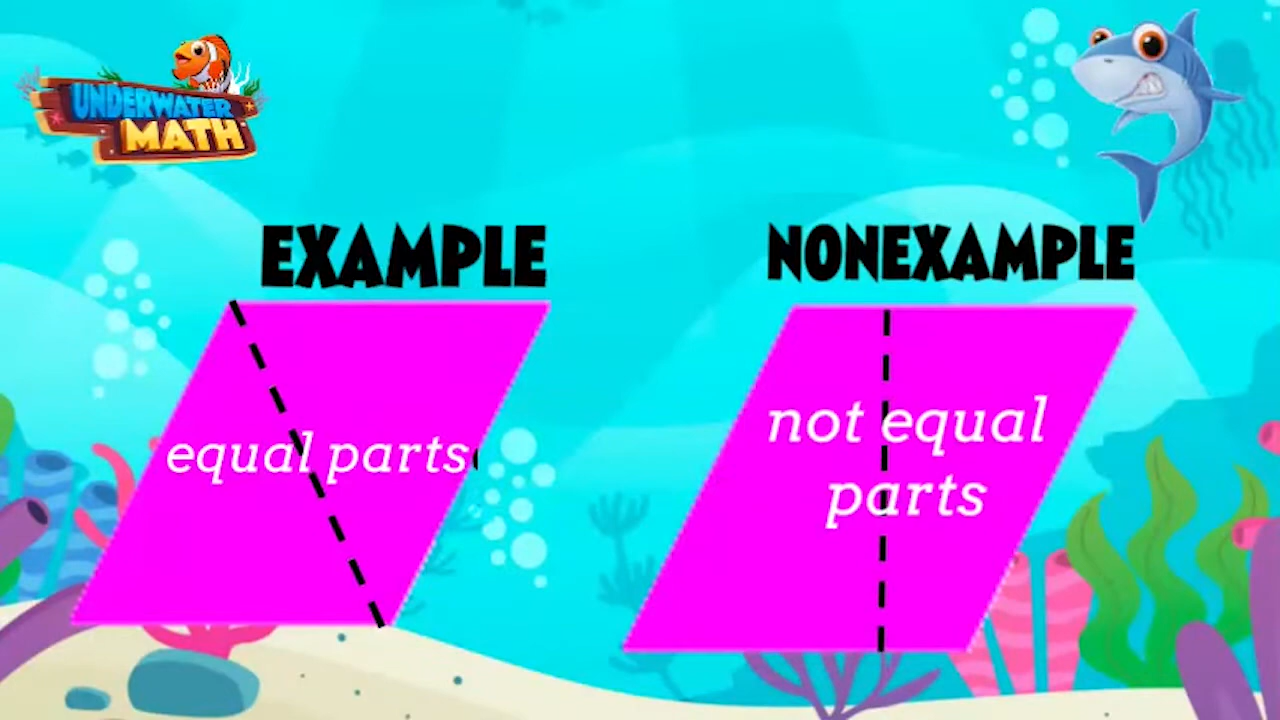 UNDERWATER
MATH
EXAMPLE
NONEXAMPLE
equal parts
not equal
parts